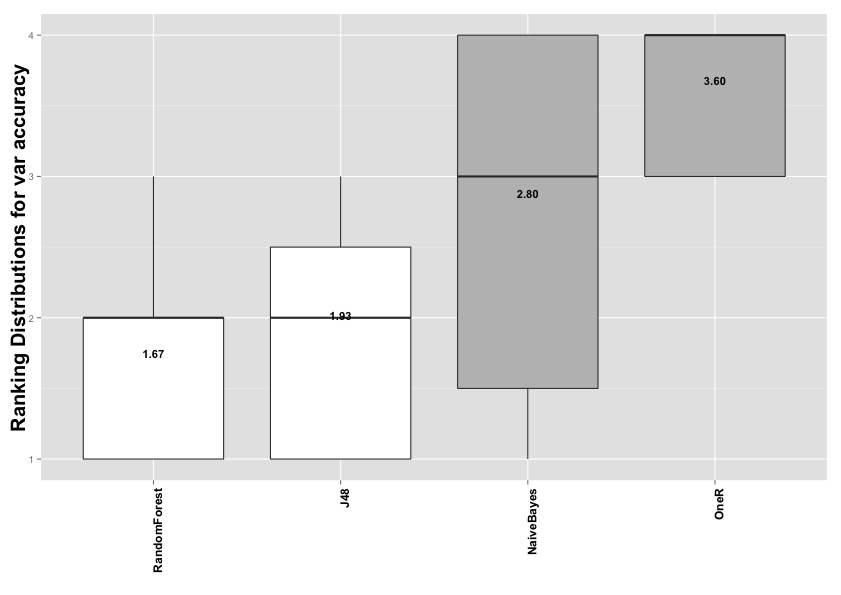 Ranking Distributions for var accuracy
4
3
2
1
1.67
1.93
2.80
3.60
RandomForest
J48
NaiveBayes
OneR